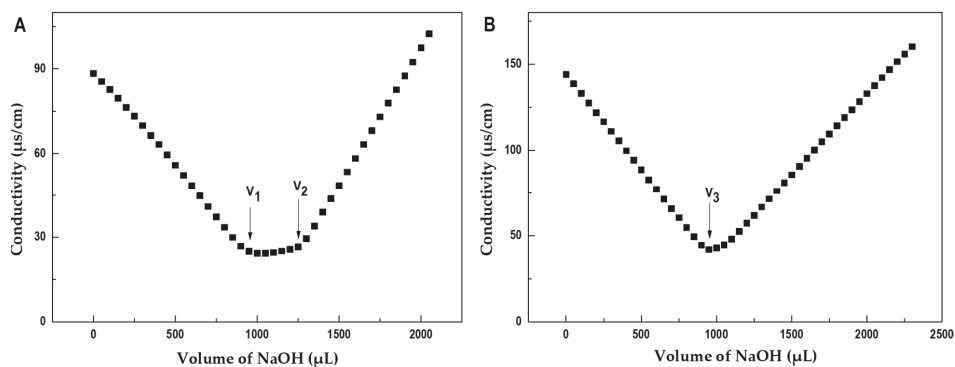 A
Conductivity (μs/cm)
90
60
30
0
V1
V2
0
500
1000
1500
2000
Volume of NaOH (μL)
B
Conductivity (μs/cm)
150
100
50
0
V3
0
500
1000
1500
2000
2500
Volume of NaOH (μL)